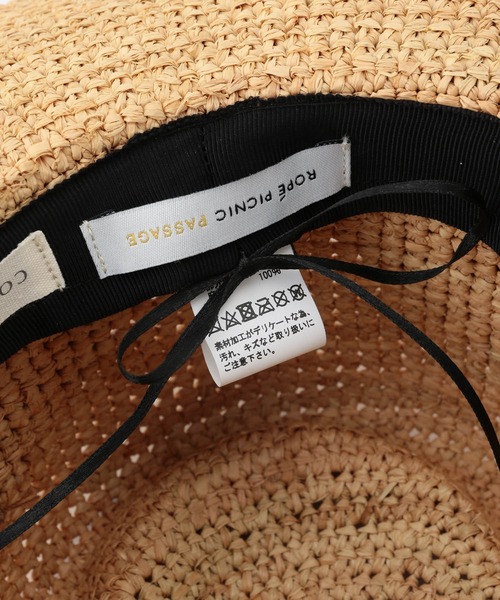 ROPÉ PICNIC PASSAGE
CO
素材加工がデリケートな為、
汚れ、キズなど取り扱いに
ご注意下さい。